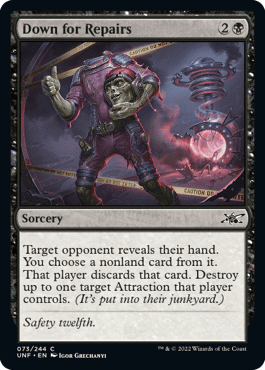 Down for Repairs 2
Sorcery
Target opponent reveals their hand.
You choose a nonland card from it.
That player discards that card. Destroy
up to one target Attraction that player
controls. (It's put into their junkyard.)
Safety twelfth.
073/244 C
UNF • EN Igor Grechanyi
™ & © 2022 Wizards of the Coast